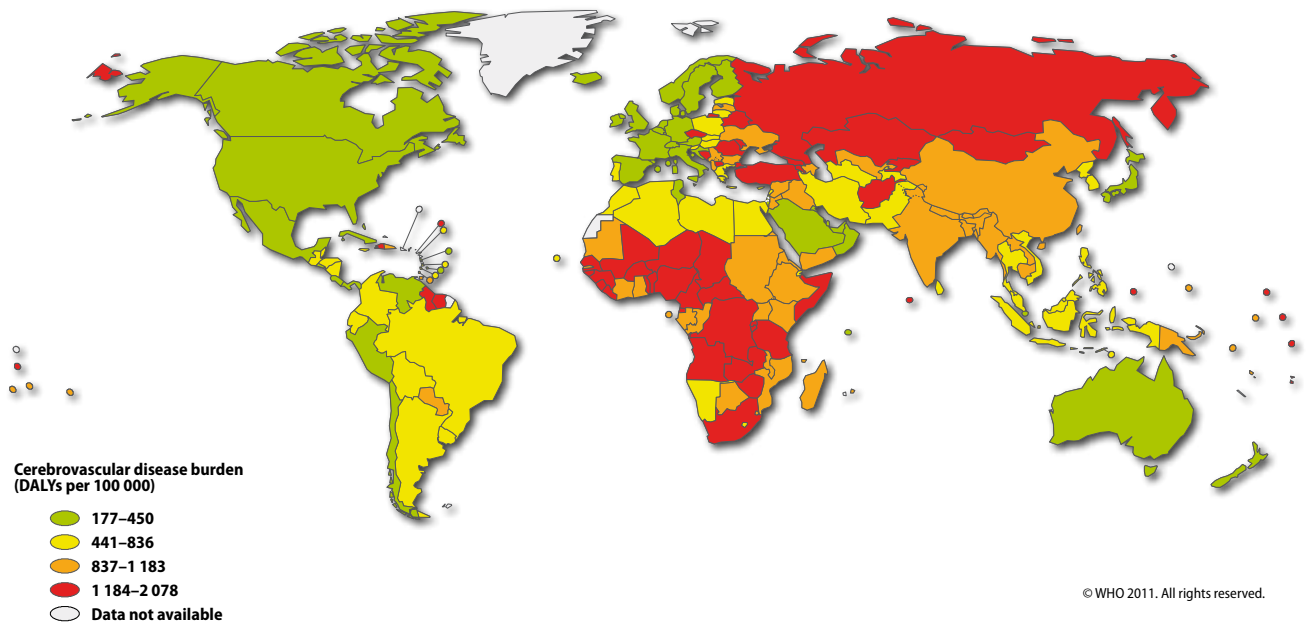 Cerebrovascular disease burden
(DALYs per 100 000)
177–450
441–836
837–1 183
1 184–2 078
Data not available
© WHO 2011. All rights reserved.